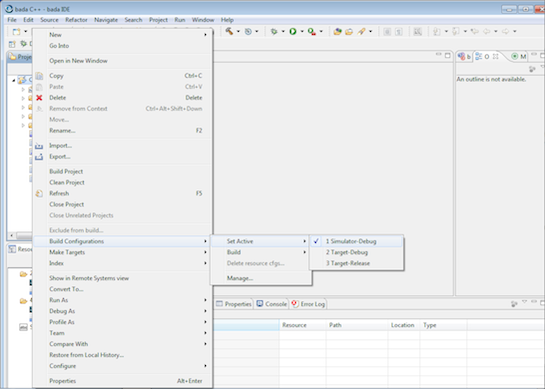 bada C++ - bada IDE
File Edit Source Refactor Navigate Search Project Run Window Help
Proje
New
Go Into
Open in New Window
Copy Ctrl+C
Paste Ctrl+V
Delete Delete
Remove from Context Ctrl+Alt+Shift+Down
Move...
Rename... F2
Import...
Export...
Build Project
Clean Project
Refresh F5
Close Project
Close Unrelated Projects
Exclude from build...
Build Configurations
Make Targets
Index
Show in Remote Systems view
Convert To...
Run As
Debug As
Profile As
Team
Compare With
Restore from Local History...
Configure
Properties Alt+Enter
Set Active
Build
Delete resource cfgs...
Manage...
1 Simulator-Debug
2 Target-Debug
3 Target-Release
b O M
An outline is not available.
Resou
Properties Console Error Log
Resource Path Location Type